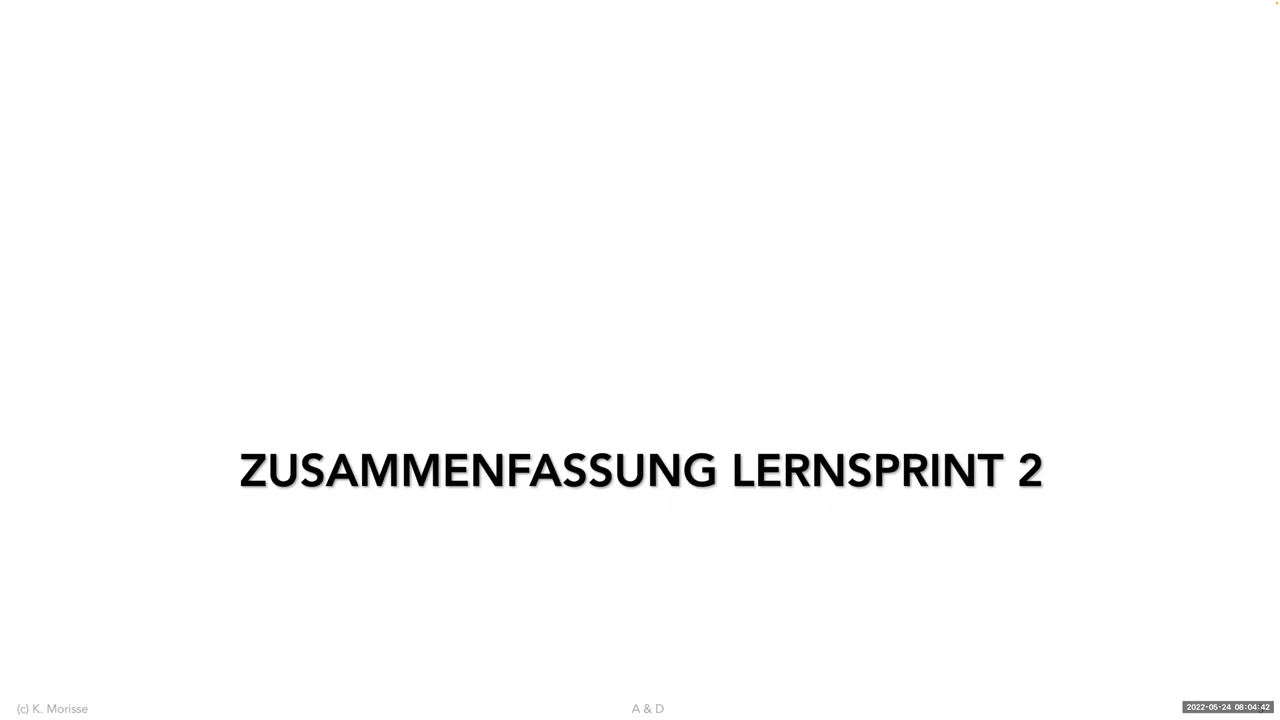 ZUSAMMENFASSUNG LERNSPRINT 2
(c) K. Morisse
A & D
2022-05-24 08:04:42